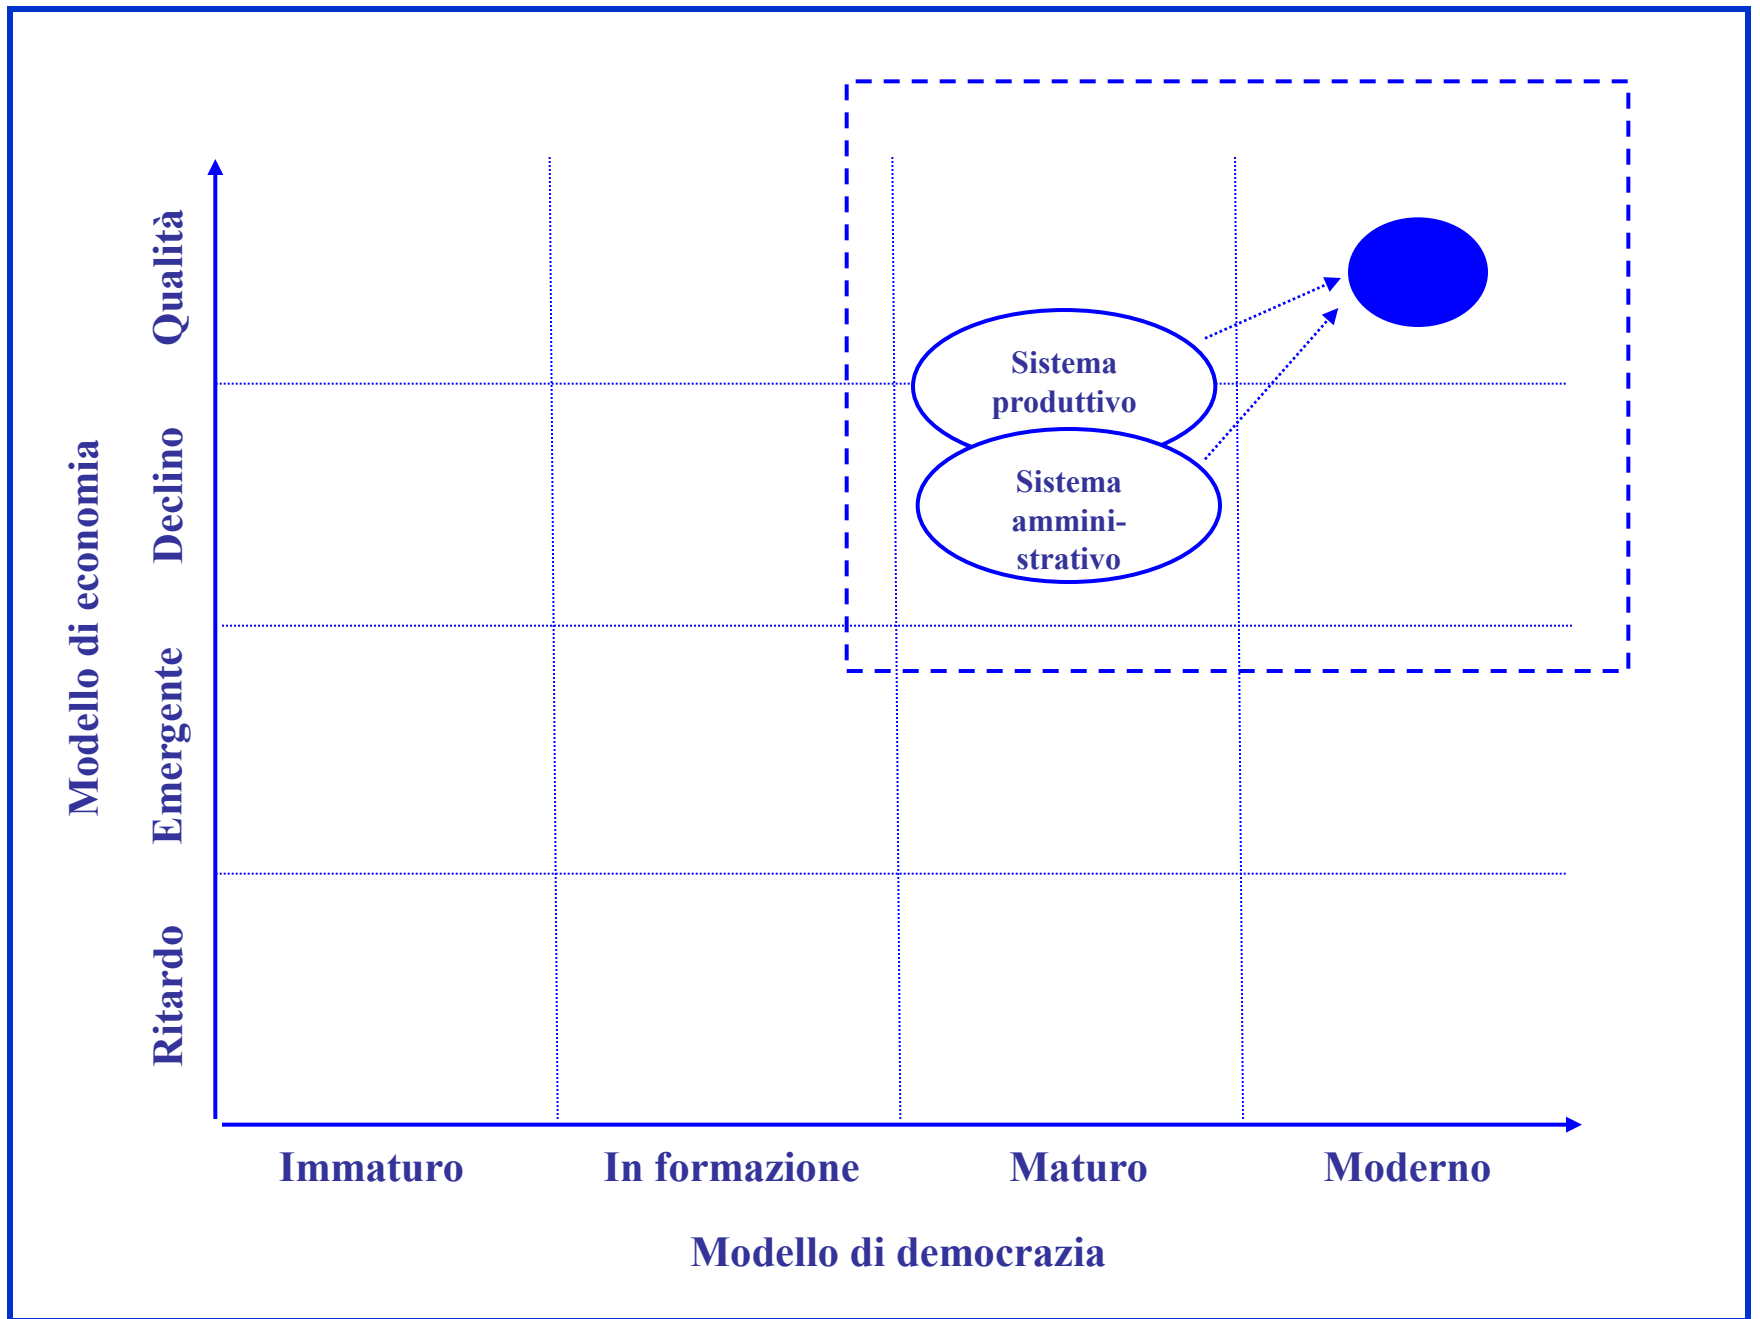 Modello di economia
Qualità
Declino
Emergente
Ritardo
Sistema
produttivo
Sistema
ammini-
strativo
Immaturo
In formazione
Maturo
Moderno
Modello di democrazia